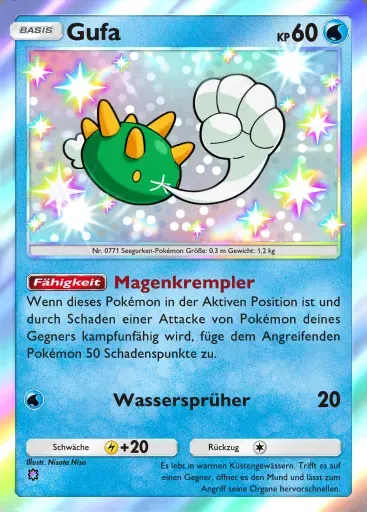 BASIS
Gufa
KP 60
Nr. 0771 Seegurken-Pokémon Größe: 0,3 m Gewicht: 1,2 kg
Fähigkeit Magenkrempler
Wenn dieses Pokémon in der Aktiven Position ist und
durch Schaden einer Attacke von Pokémon deines
Gegners kampfunfähig wird, füge dem Angreifenden
Pokémon 50 Schadenspunkte zu.
Wassersprüher 20
Schwäche +20 Rückzug
Illustr. Nisota Niso
Es lebt in warmen Küstengewässern. Trifft es auf
einen Gegner, öffnet es den Mund und lässt zum
Angriff seine Organe hervorschnellen.